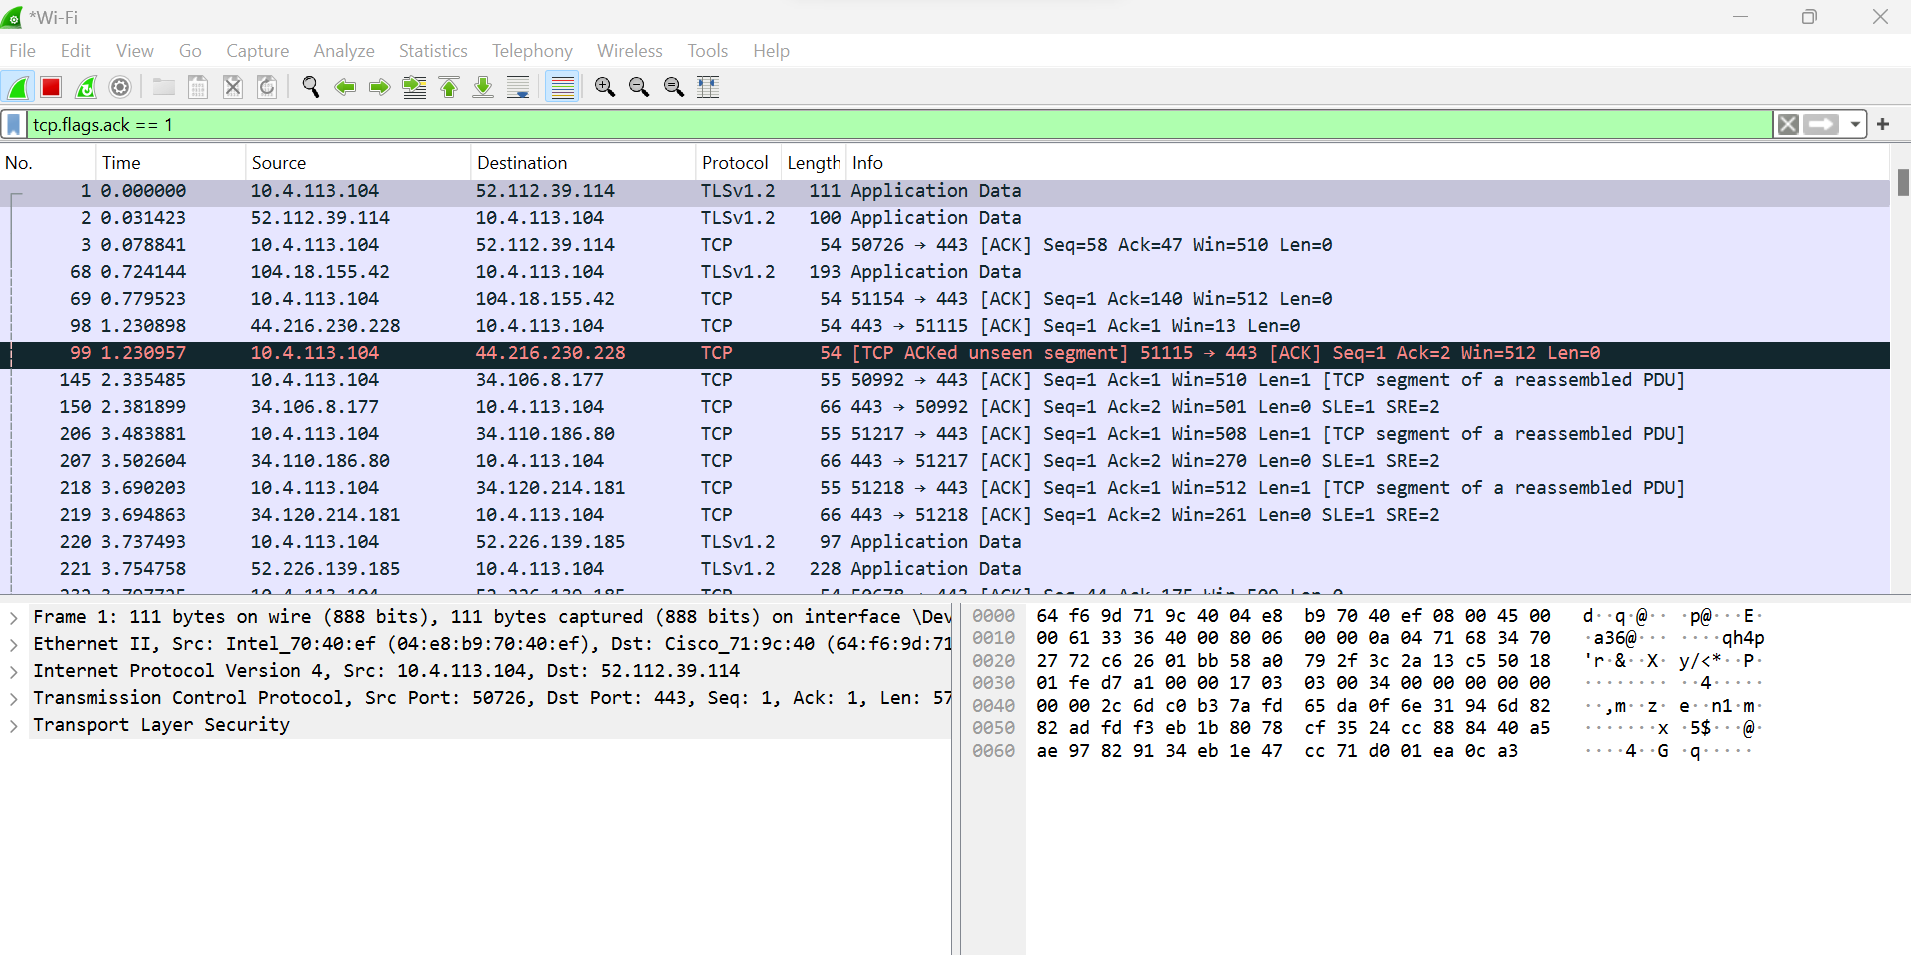 *Wi-Fi
File Edit View Go Capture Analyze Statistics Telephony Wireless Tools Help
tcp.flags.ack == 1
No. Time Source Destination Protocol Length Info
1 0.000000 10.4.113.104 52.112.39.114 TLSv1.2 111 Application Data
2 0.031423 52.112.39.114 10.4.113.104 TLSv1.2 100 Application Data
3 0.078841 10.4.113.104 52.112.39.114 TCP 54 50726 → 443 [ACK] Seq=58 Ack=47 Win=510 Len=0
68 0.724144 104.18.155.42 10.4.113.104 TLSv1.2 193 Application Data
69 0.779523 10.4.113.104 104.18.155.42 TCP 54 51154 → 443 [ACK] Seq=1 Ack=140 Win=512 Len=0
98 1.230898 44.216.230.228 10.4.113.104 TCP 54 443 → 51115 [ACK] Seq=1 Ack=1 Win=13 Len=0
99 1.230957 10.4.113.104 44.216.230.228 TCP 54 [TCP ACKed unseen segment] 51115 → 443 [ACK] Seq=1 Ack=2 Win=512 Len=0
145 2.335485 10.4.113.104 34.106.8.177 TCP 55 50992 → 443 [ACK] Seq=1 Ack=1 Win=510 Len=1 [TCP segment of a reassembled PDU]
150 2.381899 34.106.8.177 10.4.113.104 TCP 66 443 → 50992 [ACK] Seq=1 Ack=2 Win=501 Len=0 SLE=1 SRE=2
206 3.483881 10.4.113.104 34.110.186.80 TCP 55 51217 → 443 [ACK] Seq=1 Ack=1 Win=508 Len=1 [TCP segment of a reassembled PDU]
207 3.502604 34.110.186.80 10.4.113.104 TCP 66 443 → 51217 [ACK] Seq=1 Ack=2 Win=270 Len=0 SLE=1 SRE=2
218 3.690203 10.4.113.104 34.120.214.181 TCP 55 51218 → 443 [ACK] Seq=1 Ack=1 Win=512 Len=1 [TCP segment of a reassembled PDU]
219 3.694863 34.120.214.181 10.4.113.104 TCP 66 443 → 51218 [ACK] Seq=1 Ack=2 Win=261 Len=0 SLE=1 SRE=2
220 3.737493 10.4.113.104 52.226.139.185 TLSv1.2 97 Application Data
221 3.754758 52.226.139.185 10.4.113.104 TLSv1.2 228 Application Data
Frame 1: 111 bytes on wire (888 bits), 111 bytes captured (888 bits) on interface \Dev
Ethernet II, Src: Intel_70:40:ef (04:e8:b9:70:40:ef), Dst: Cisco_71:9c:40 (64:f6:9d:71
Internet Protocol Version 4, Src: 10.4.113.104, Dst: 52.112.39.114
Transmission Control Protocol, Src Port: 50726, Dst Port: 443, Seq: 1, Ack: 1, Len: 57
Transport Layer Security
0000 64 f6 9d 71 9c 40 04 e8 b9 70 40 ef 08 00 45 00 d··q·@·· ·p@···E·
0010 00 61 33 36 40 00 80 06 00 00 0a 04 71 68 34 70 ·a36@··· ····qh4p
0020 27 72 c6 26 01 bb 58 a0 79 2f 3c 2a 13 c5 50 18 'r·&··X· y/<*··P·
0030 01 fe d7 a1 00 00 17 03 03 00 34 00 00 00 00 00 ········ ··4·····
0040 00 00 2c 6d c0 b3 7a fd 65 da 0f 6e 31 94 6d 82 ··,m··z· e··n1·m·
0050 82 ad fd f3 eb 1b 80 78 cf 35 24 cc 88 84 40 a5 ·······x ·5$···@·
0060 ae 97 82 91 34 eb 1e 47 cc 71 d0 01 ea 0c a3 ····4··G ·q·····